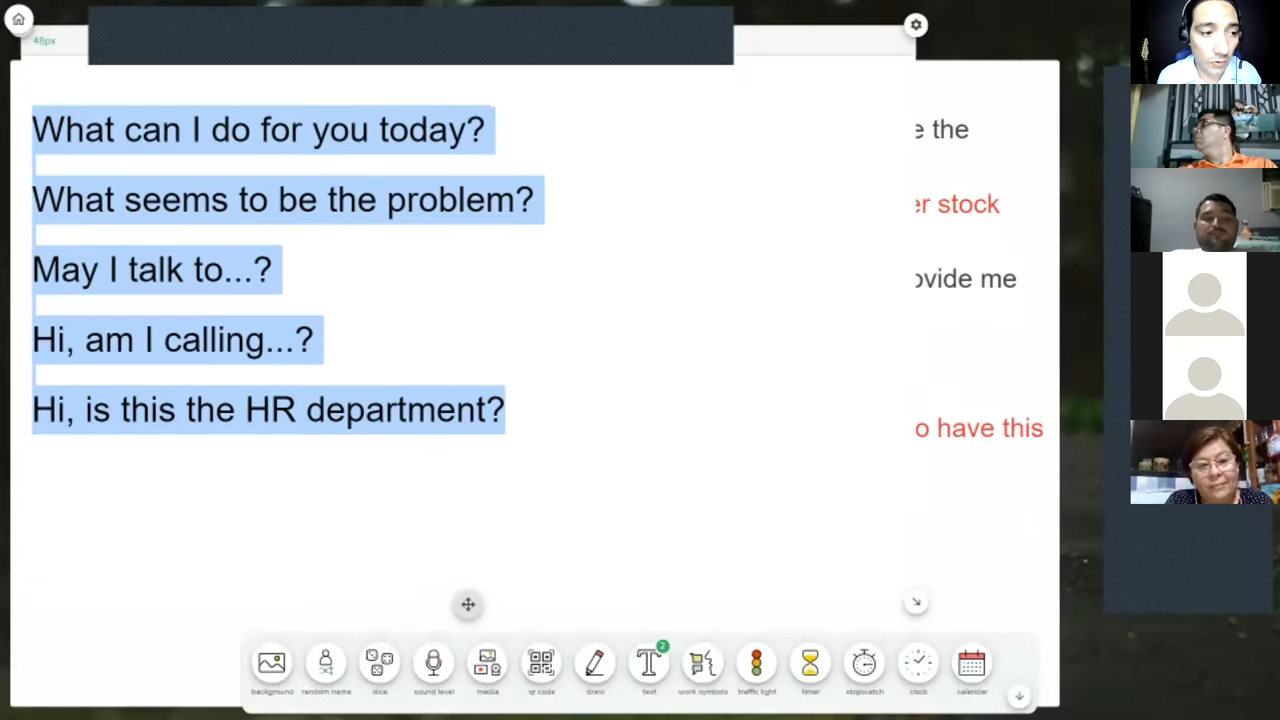 48px
What can I do for you today?
What seems to be the problem?
May I talk to...?
Hi, am I calling...?
Hi, is this the HR department?
e the
er stock
ovide me
o have this
2
background
random name
dice
sound level
media
qr code
draw
text
work symbols
traffic light
timer
stopwatch
clock
calendar